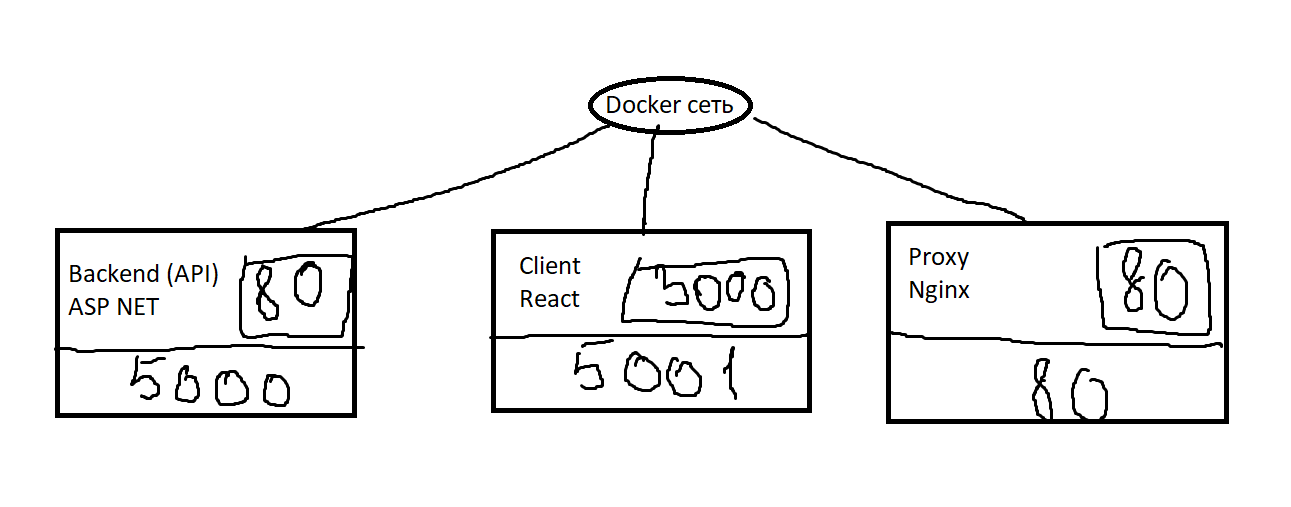 Docker сеть
Backend (API)
ASP NET
80
5000
Client
React
5000
5001
Proxy
Nginx
80
80